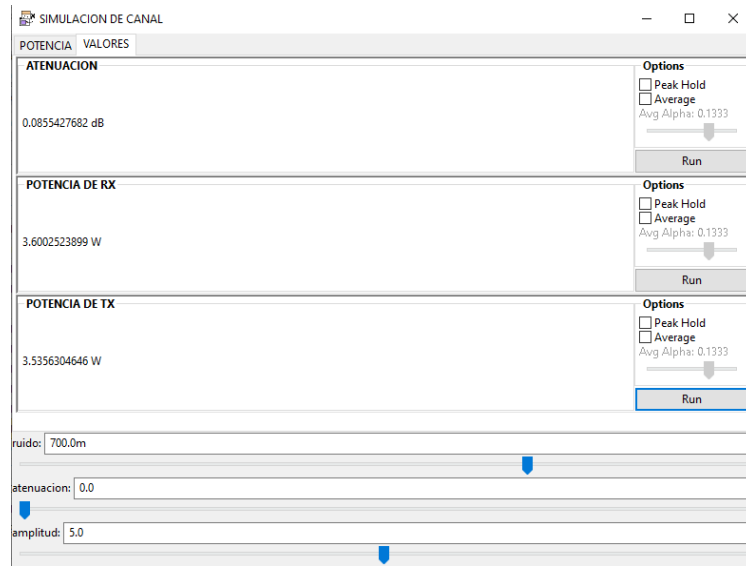 SIMULACION DE CANAL
POTENCIA VALORES
ATENUACION
0.0855427682 dB
Options
Peak Hold
Average
Avg Alpha: 0.1333
Run
POTENCIA DE RX
3.6002523899 W
Options
Peak Hold
Average
Avg Alpha: 0.1333
Run
POTENCIA DE TX
3.5356304646 W
Options
Peak Hold
Average
Avg Alpha: 0.1333
Run
ruido: 700.0m
atenuacion: 0.0
amplitud: 5.0